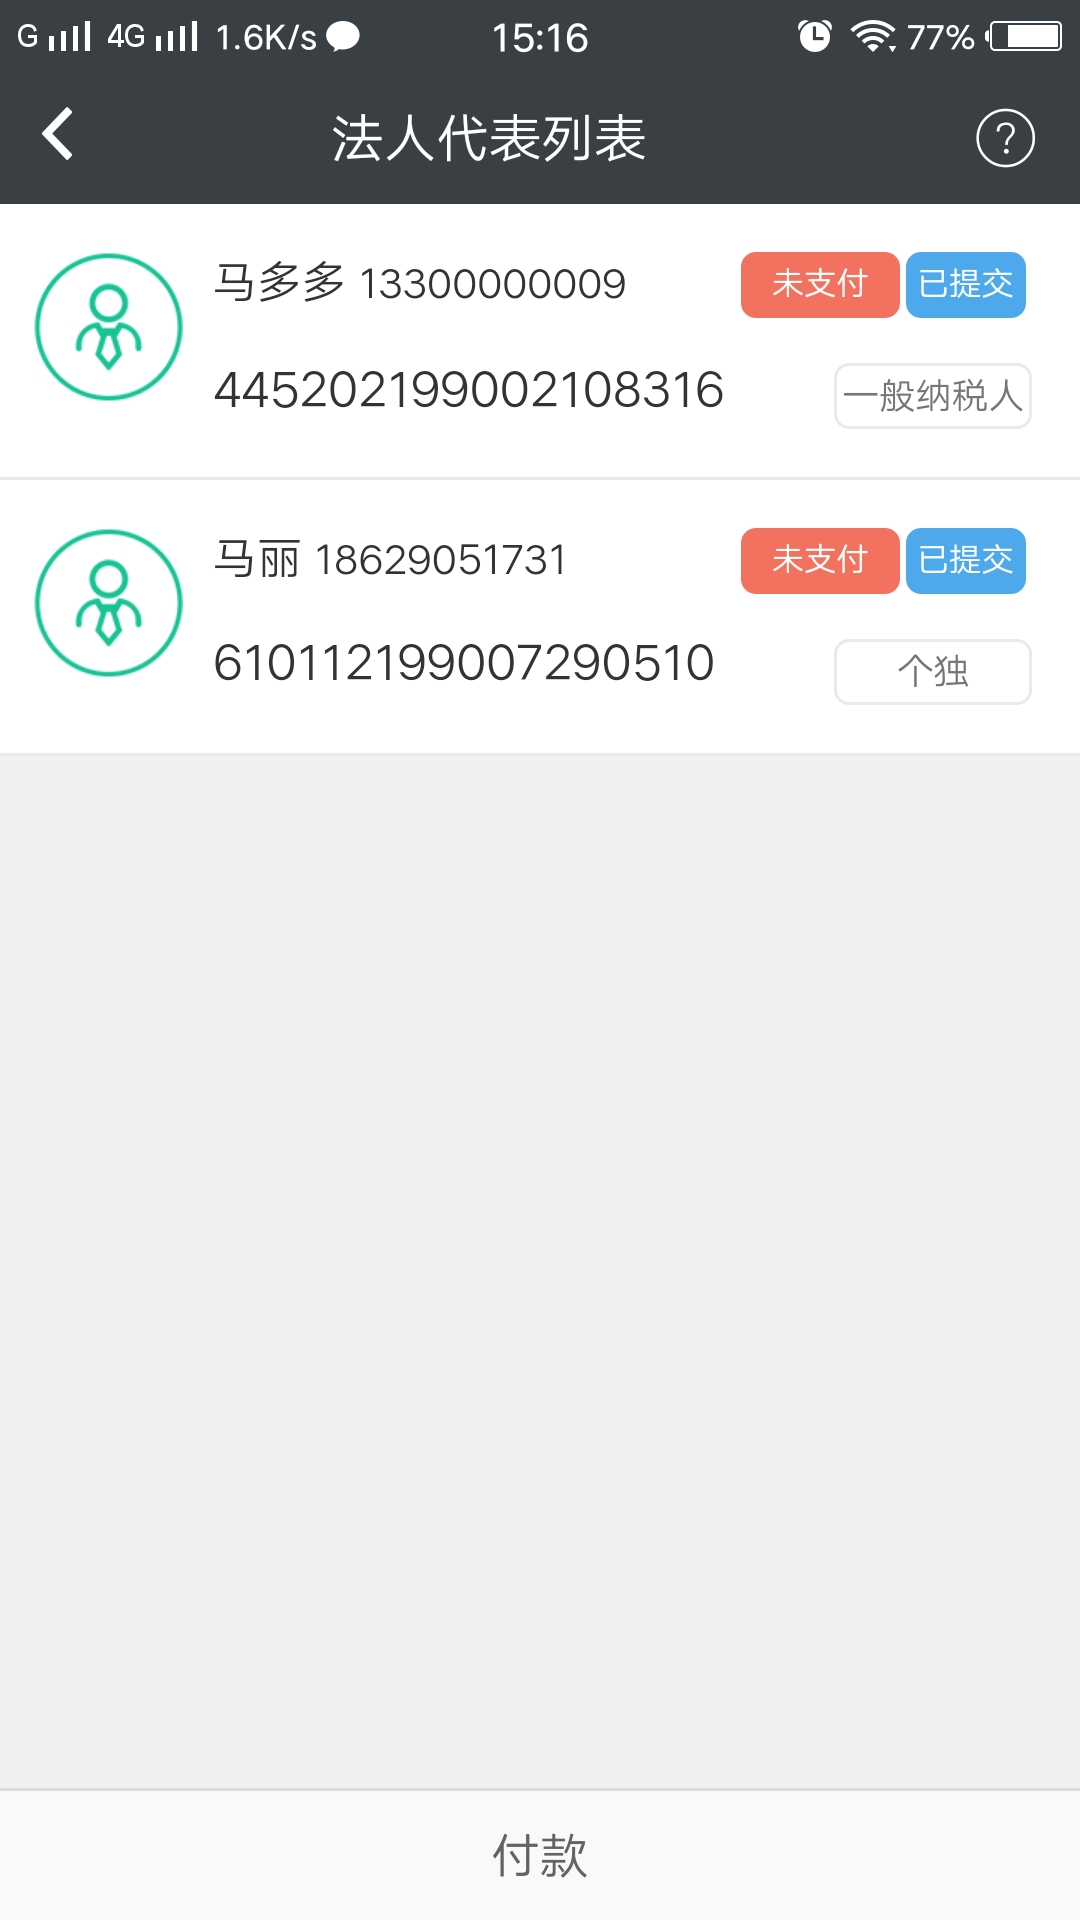 G 4G 1.6K/s 15:16 77%
法人代表列表 ?
马多多 13300000009 未支付 已提交
445202199002108316 一般纳税人
马丽 18629051731 未支付 已提交
610112199007290510 个独
付款